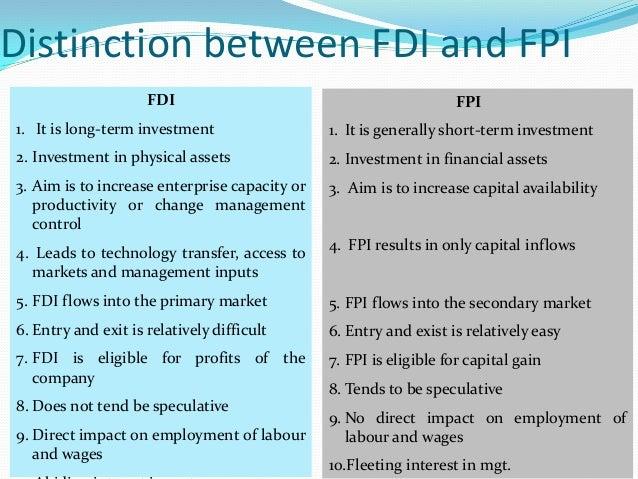 Distinction between FDI and FPI
FDI
1. It is long-term investment
2. Investment in physical assets
3. Aim is to increase enterprise capacity or
productivity or change management
control
4. Leads to technology transfer, access to
markets and management inputs
5. FDI flows into the primary market
6. Entry and exit is relatively difficult
7. FDI is eligible for profits of the
company
8. Does not tend be speculative
9. Direct impact on employment of labour
and wages
FPI
1. It is generally short-term investment
2. Investment in financial assets
3. Aim is to increase capital availability
4. FPI results in only capital inflows
5. FPI flows into the secondary market
6. Entry and exist is relatively easy
7. FPI is eligible for capital gain
8. Tends to be speculative
9. No direct impact on employment of
labour and wages
10.Fleeting interest in mgt.